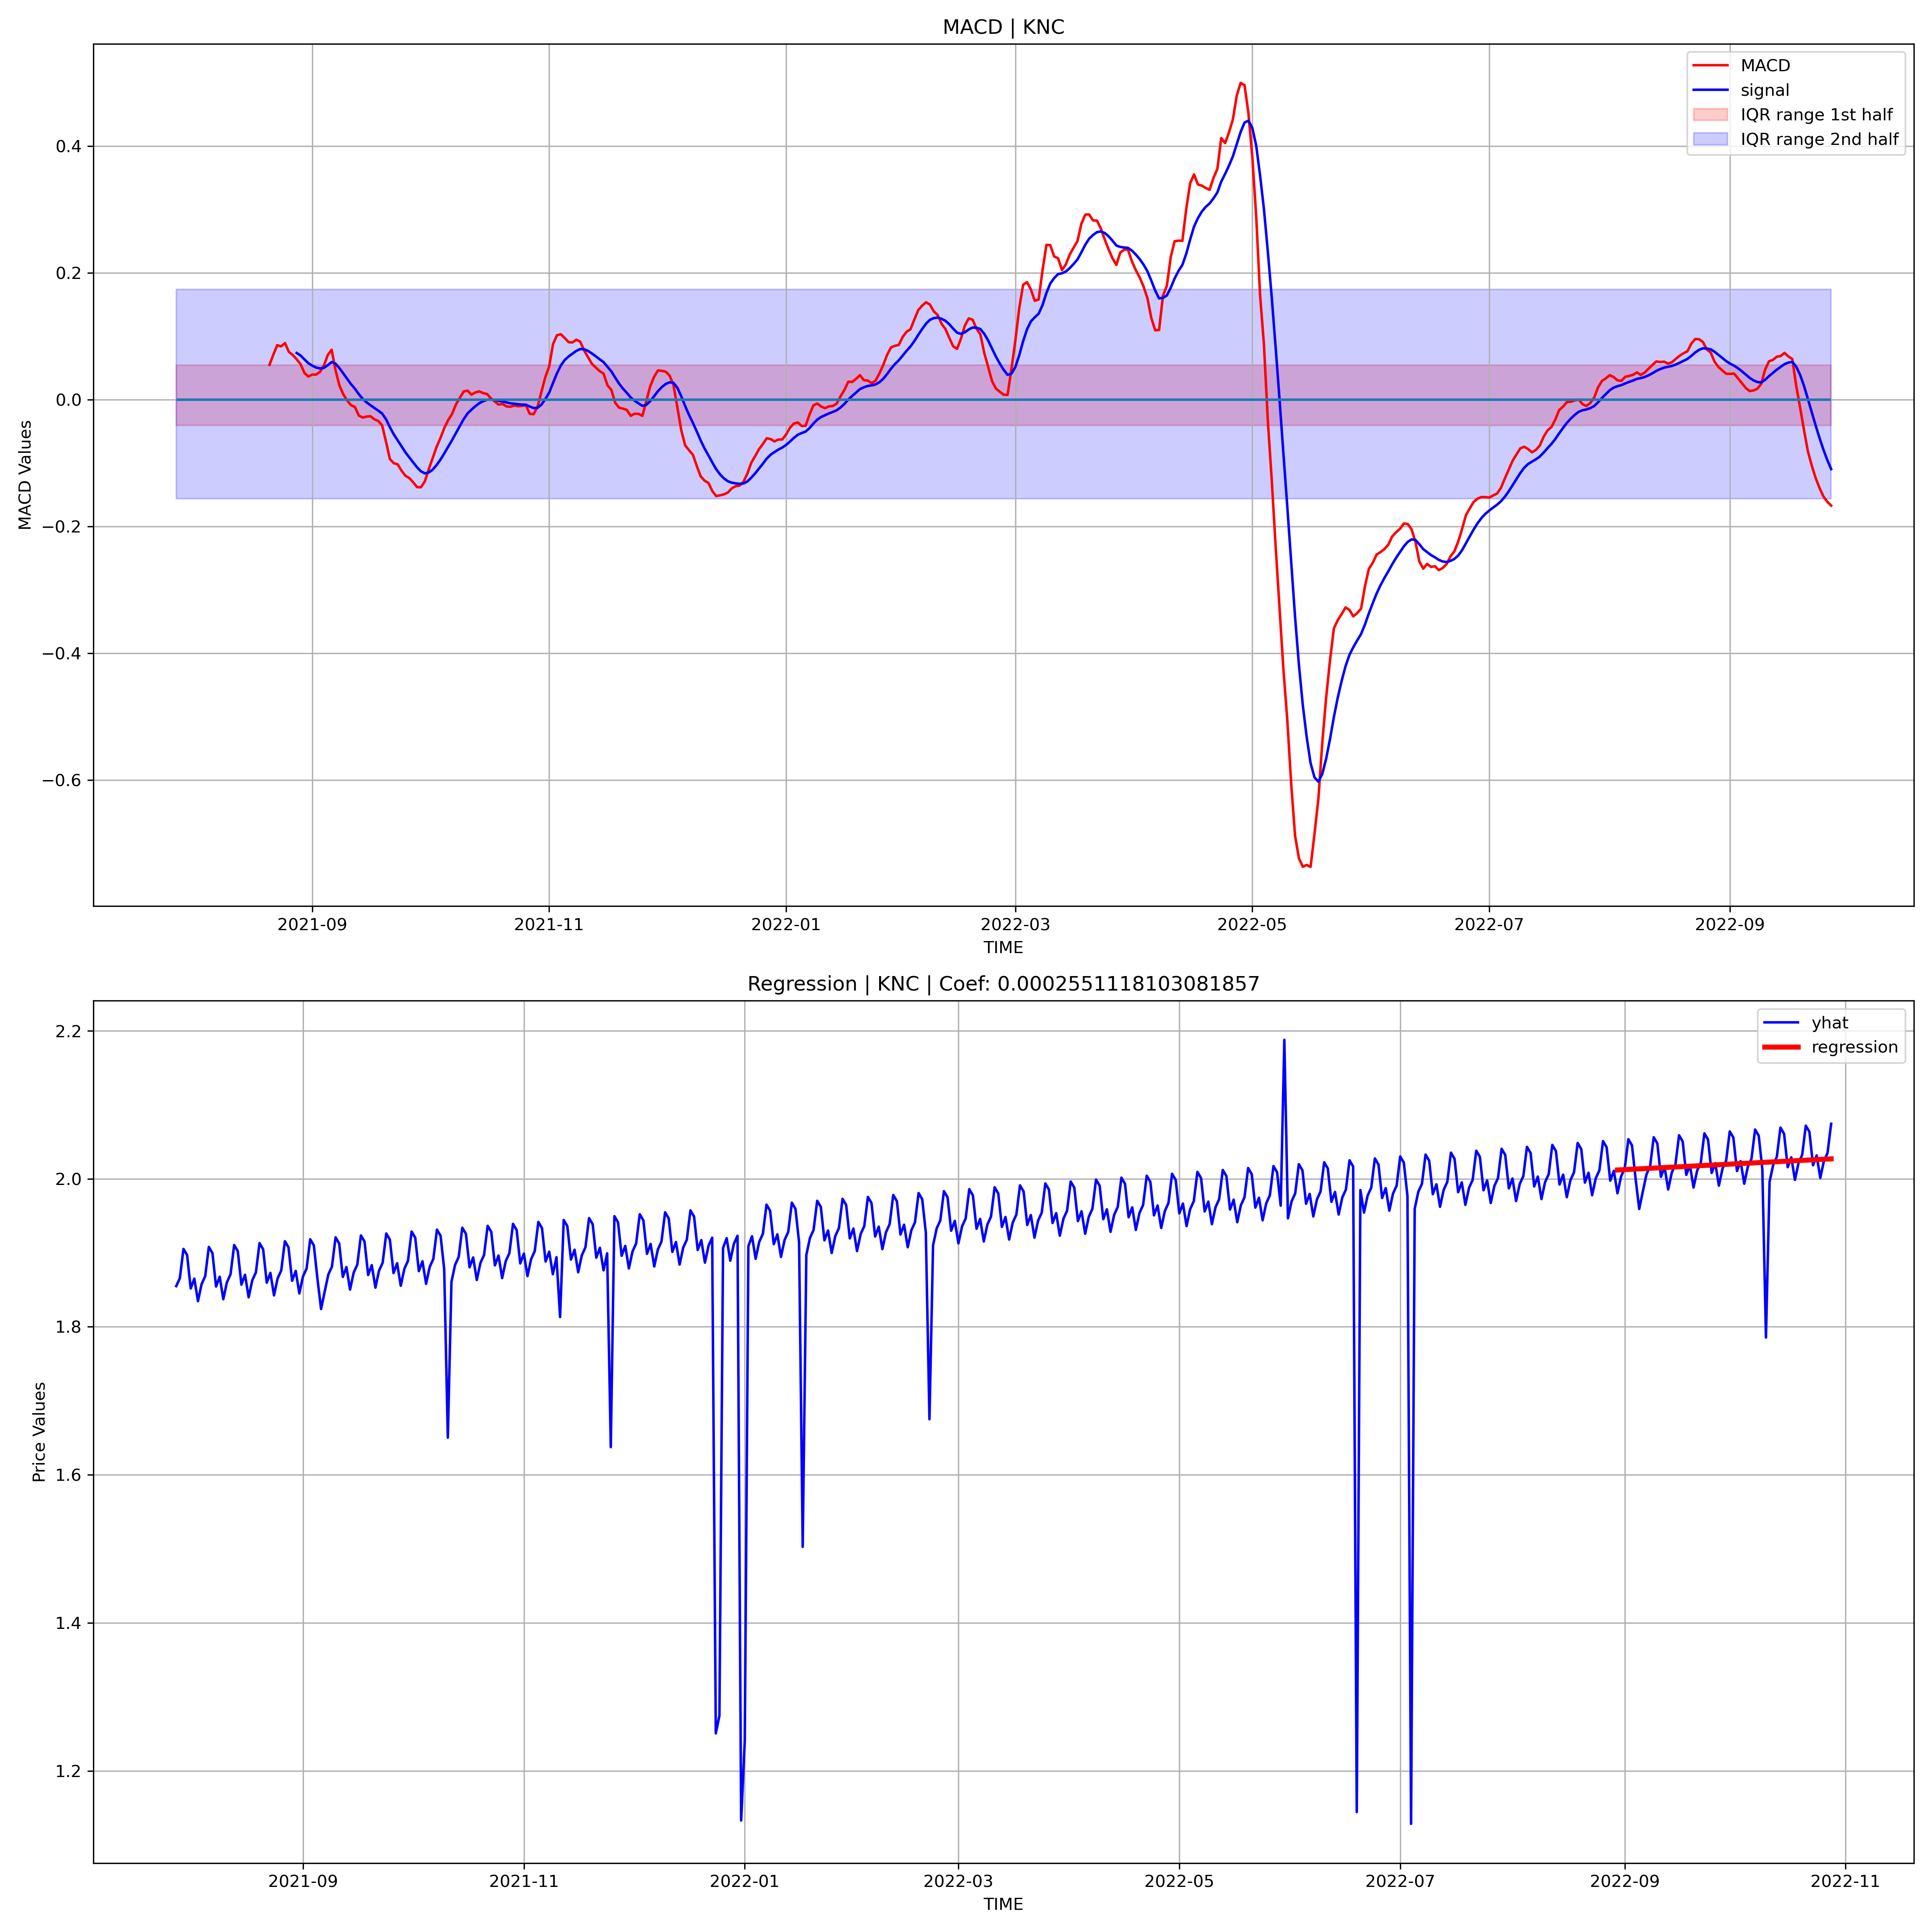 MACD | KNC
MACD
signal
IQR range 1st half
IQR range 2nd half
MACD Values
0.4
0.2
0.0
−0.2
−0.4
−0.6
2021-09
2021-11
2022-01
2022-03
2022-05
2022-07
2022-09
TIME
Regression | KNC | Coef: 0.0002551118103081857
yhat
regression
Price Values
2.2
2.0
1.8
1.6
1.4
1.2
2021-09
2021-11
2022-01
2022-03
2022-05
2022-07
2022-09
2022-11
TIME